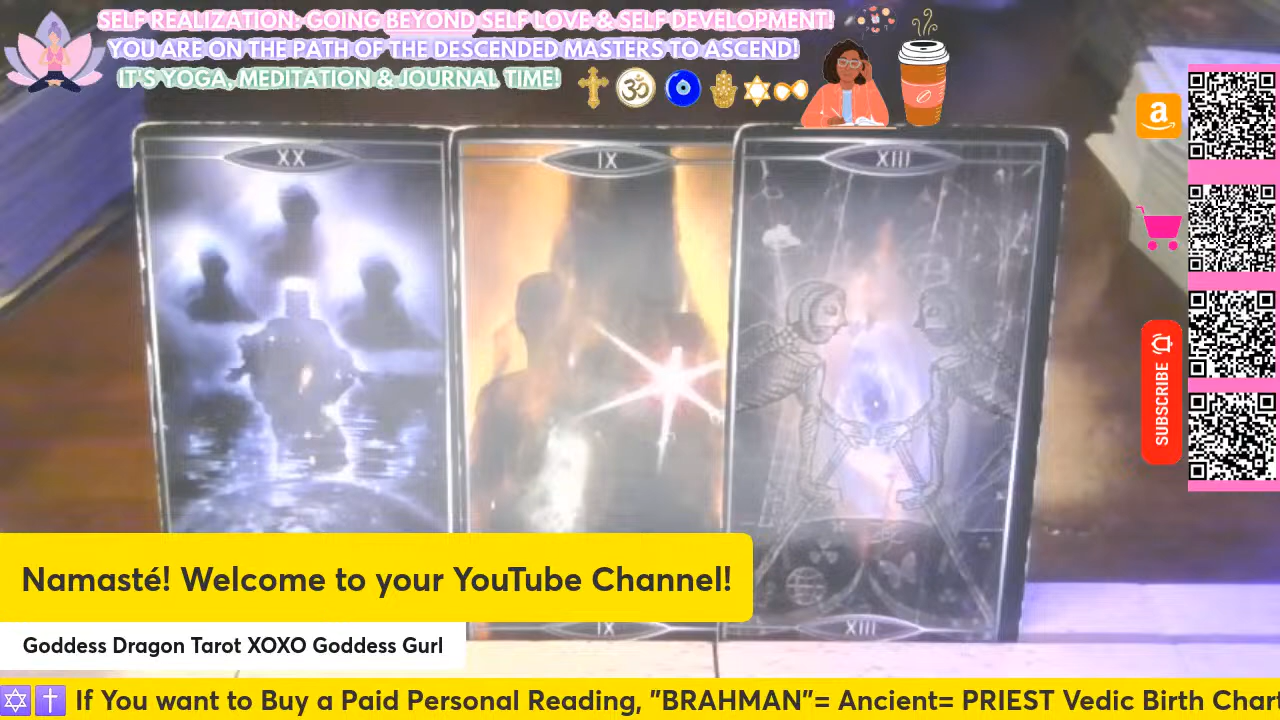 SELF REALIZATION: GOING BEYOND SELF LOVE & SELF DEVELOPMENT!
YOU ARE ON THE PATH OF THE DESCENDED MASTERS TO ASCEND!
IT'S YOGA, MEDITATION & JOURNAL TIME!
XX
IX
XIII
SUBSCRIBE
Namasté! Welcome to your YouTube Channel!
IX
XIII
Goddess Dragon Tarot XOXO Goddess Gurl
If You want to Buy a Paid Personal Reading, "BRAHMAN"= Ancient= PRIEST Vedic Birth Chart